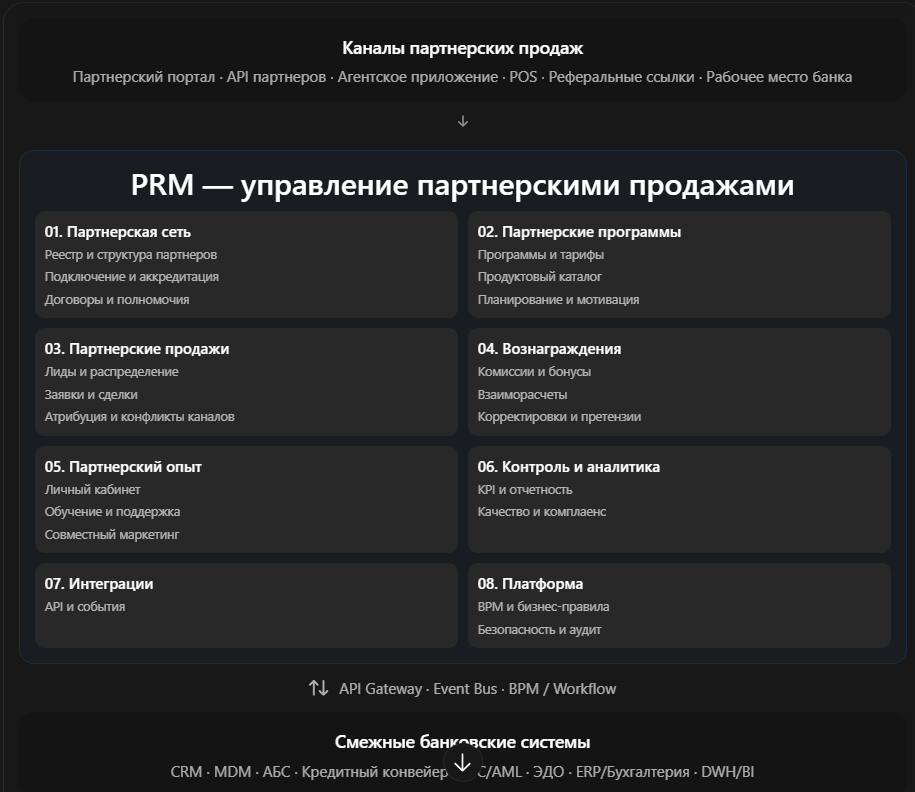 Каналы партнерских продаж
Партнерский портал · API партнеров · Агентское приложение · POS · Реферальные ссылки · Рабочее место банка
PRM — управление партнерскими продажами
01. Партнерская сеть
Реестр и структура партнеров
Подключение и аккредитация
Договоры и полномочия
02. Партнерские программы
Программы и тарифы
Продуктовый каталог
Планирование и мотивация
03. Партнерские продажи
Лиды и распределение
Заявки и сделки
Атрибуция и конфликты каналов
04. Вознаграждения
Комиссии и бонусы
Взаиморасчеты
Корректировки и претензии
05. Партнерский опыт
Личный кабинет
Обучение и поддержка
Совместный маркетинг
06. Контроль и аналитика
KPI и отчетность
Качество и комплаенс
07. Интеграции
API и события
08. Платформа
BPM и бизнес-правила
Безопасность и аудит
API Gateway · Event Bus · BPM / Workflow
Смежные банковские системы
CRM · MDM · АБС · Кредитный конвейер C/AML · ЭДО · ERP/Бухгалтерия · DWH/BI